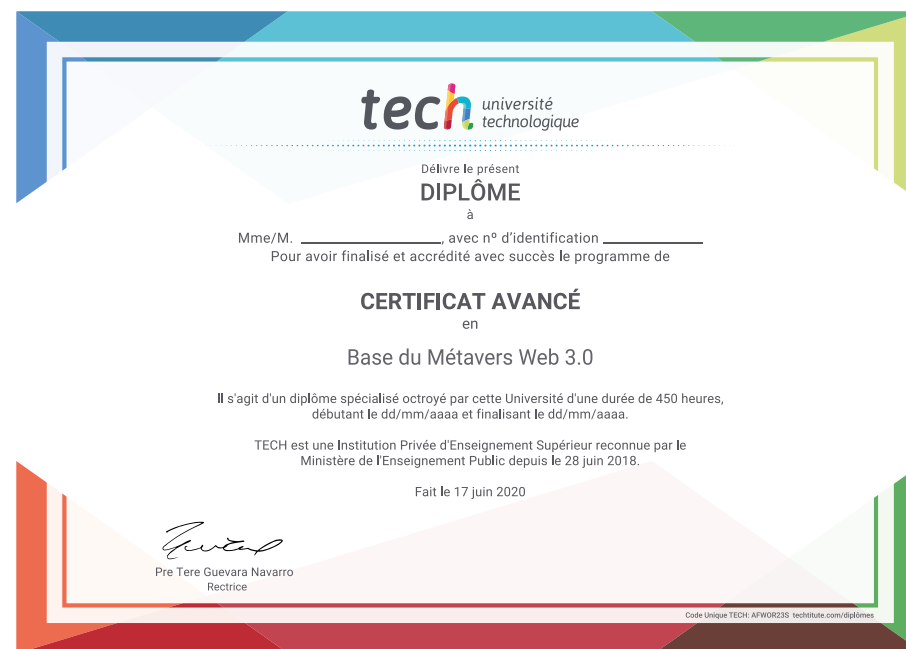 tech université
technologique
Délivre le présent
DIPLÔME
à
Mme/M. ____________________, avec nº d'identification ______________
Pour avoir finalisé et accrédité avec succès le programme de
CERTIFICAT AVANCÉ
en
Base du Métavers Web 3.0
Il s'agit d'un diplôme spécialisé octroyé par cette Université d'une durée de 450 heures,
débutant le dd/mm/aaaa et finalisant le dd/mm/aaaa.
TECH est une Institution Privée d'Enseignement Supérieur reconnue par le
Ministère de l'Enseignement Public depuis le 28 juin 2018.
Fait le 17 juin 2020
Pre Tere Guevara Navarro
Rectrice
Code Unique TECH: AFWOR23S techtitute.com/diplômes